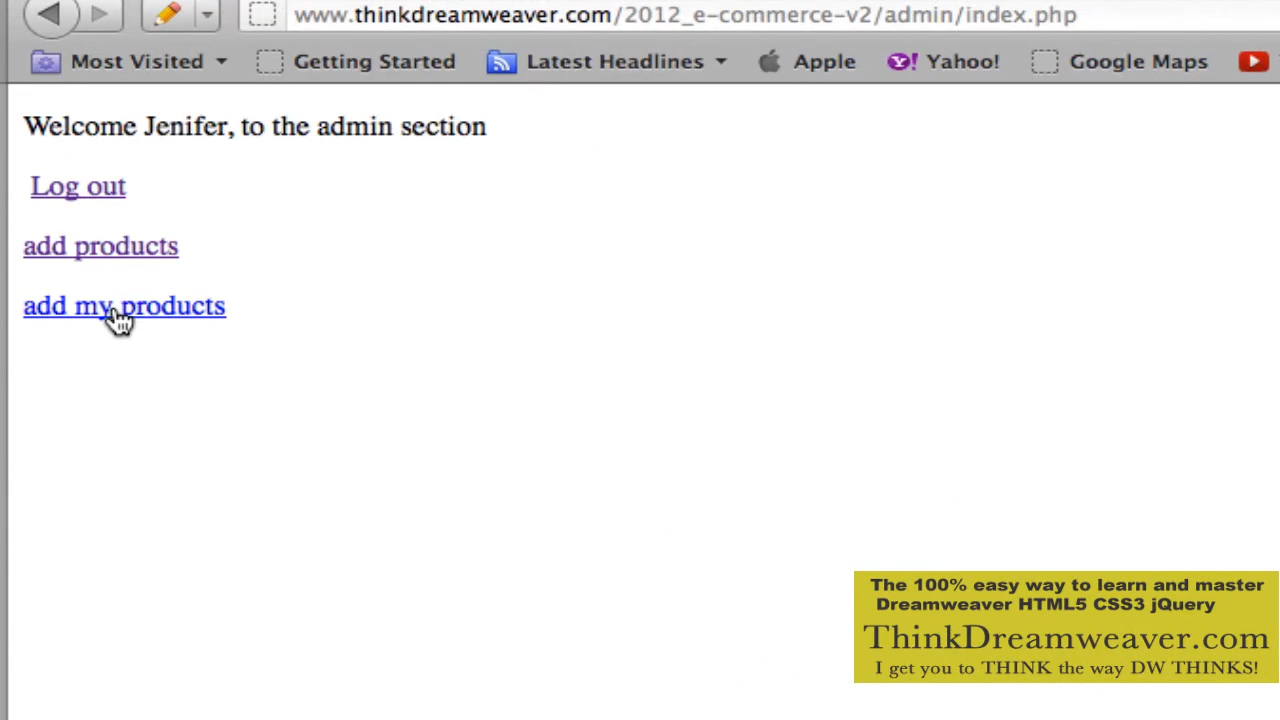 www.thinkdreamweaver.com/2012_e-commerce-v2/admin/index.php
Most Visited Getting Started Latest Headlines Apple Yahoo! Google Maps
Welcome Jenifer, to the admin section
Log out
add products
add my products
The 100% easy way to learn and master
Dreamweaver HTML5 CSS3 jQuery
ThinkDreamweaver.com
I get you to THINK the way DW THINKS!